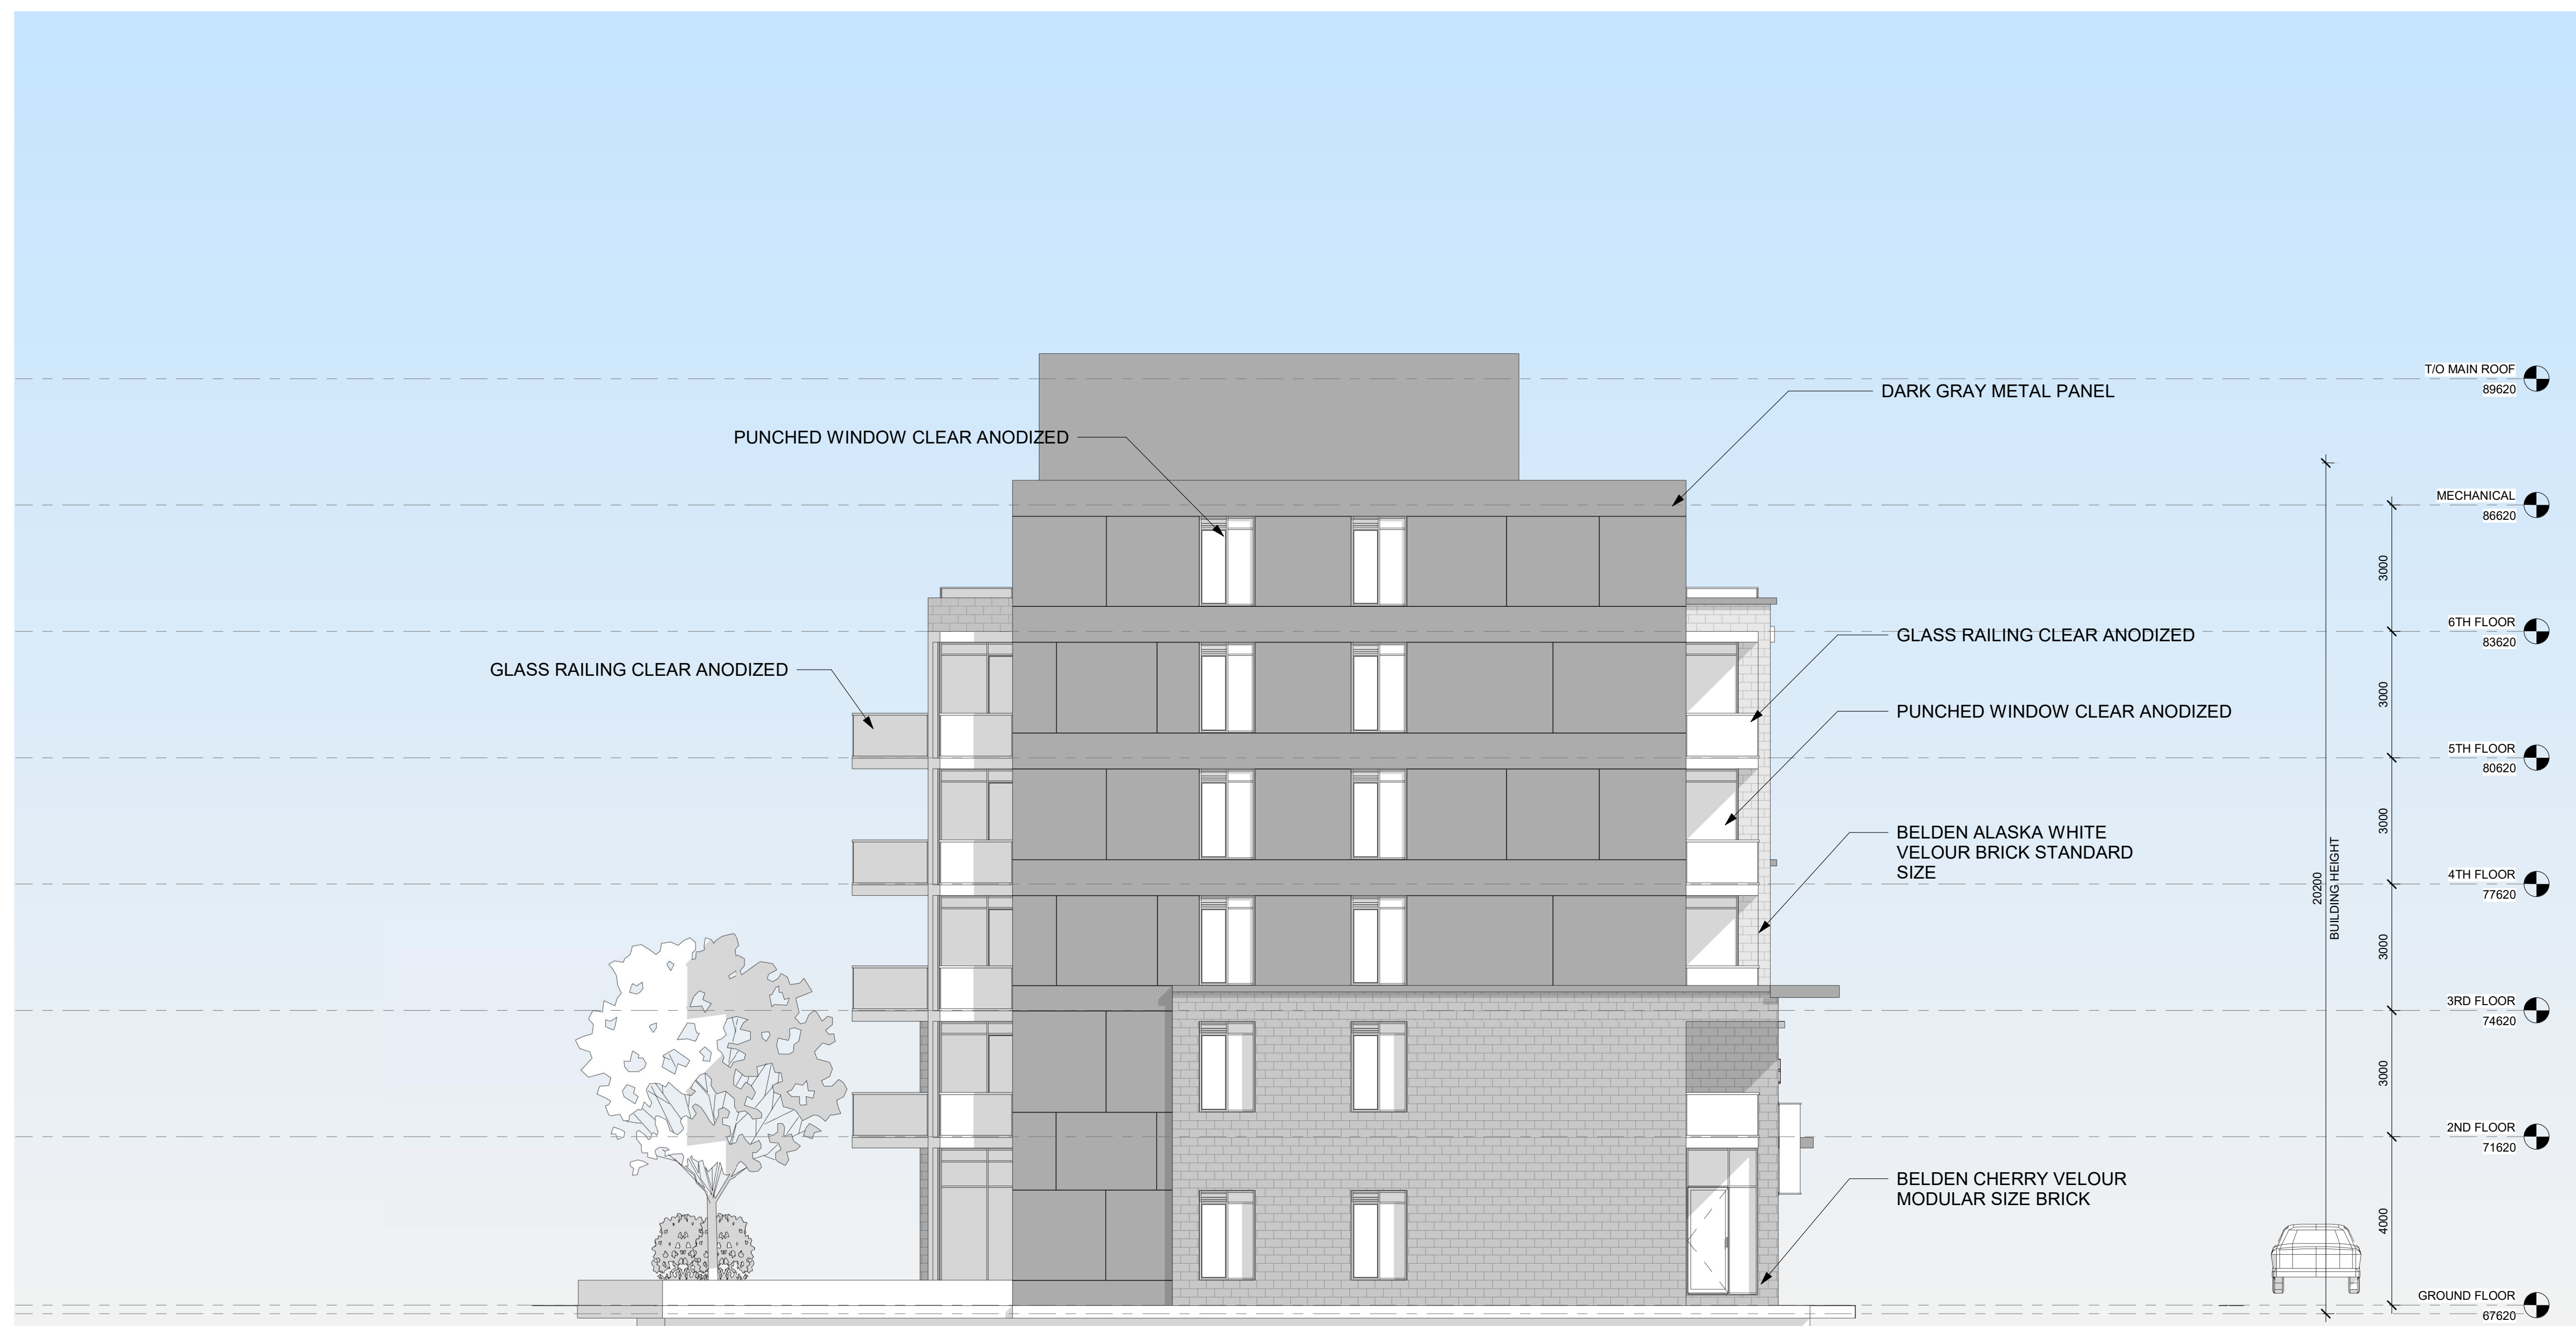 T/O MAIN ROOF
89620
DARK GRAY METAL PANEL
PUNCHED WINDOW CLEAR ANODIZED
MECHANICAL
86620
3000
6TH FLOOR
83620
GLASS RAILING CLEAR ANODIZED
GLASS RAILING CLEAR ANODIZED
3000
PUNCHED WINDOW CLEAR ANODIZED
5TH FLOOR
80620
3000
BELDEN ALASKA WHITE
VELOUR BRICK STANDARD
SIZE
4TH FLOOR
77620
20200
BUILDING HEIGHT
3000
3RD FLOOR
74620
3000
2ND FLOOR
71620
BELDEN CHERRY VELOUR
MODULAR SIZE BRICK
4000
GROUND FLOOR
67620